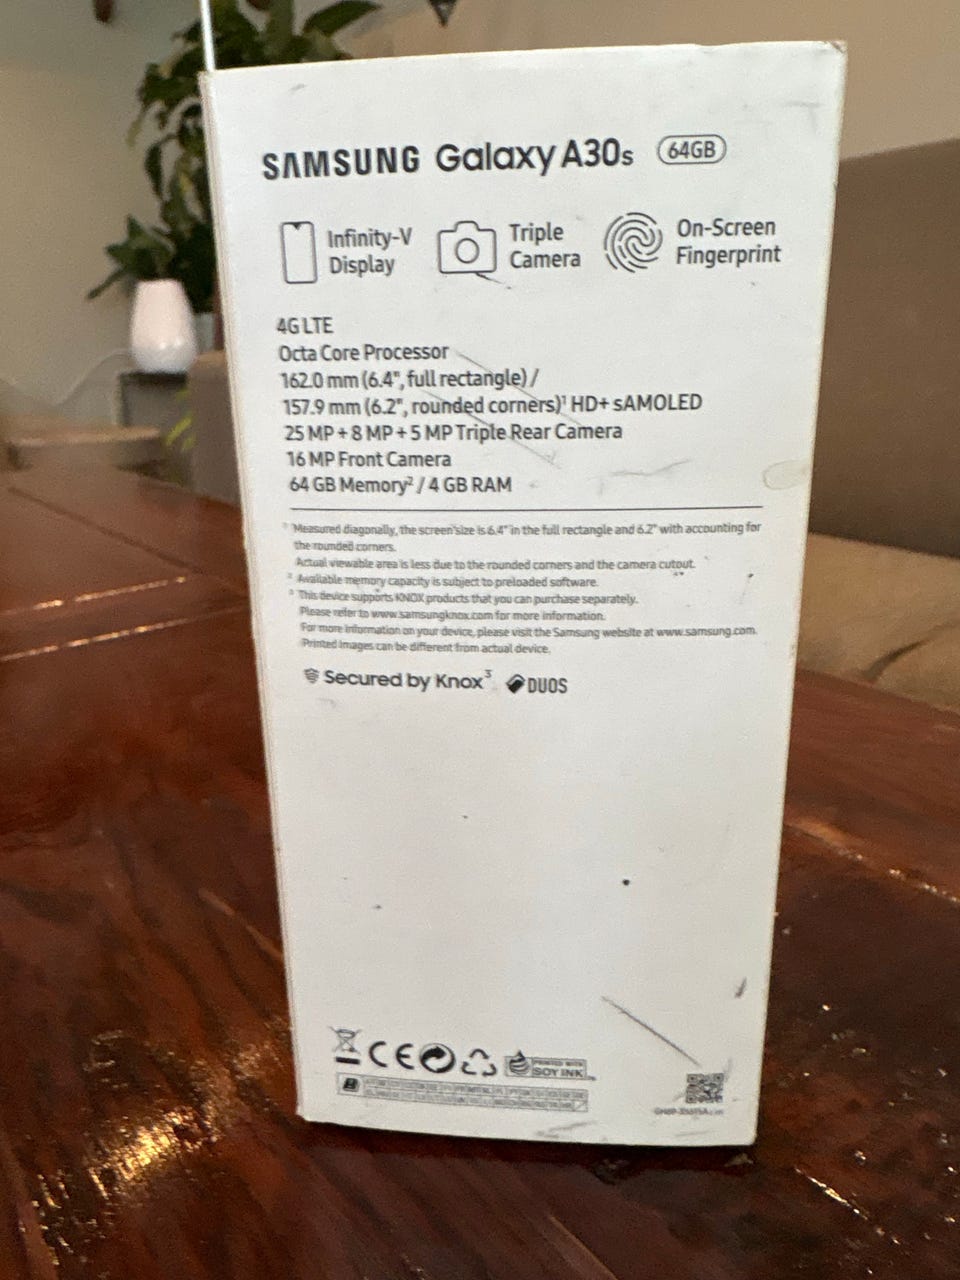 SAMSUNG Galaxy A30s 64GB
Infinity-V Display
Triple Camera
On-Screen Fingerprint
4G LTE
Octa Core Processor
162.0 mm (6.4", full rectangle) /
157.9 mm (6.2", rounded corners)¹ HD+ sAMOLED
25 MP + 8 MP + 5 MP Triple Rear Camera
16 MP Front Camera
64 GB Memory² / 4 GB RAM
¹ Measured diagonally, the screen size is 6.4" in the full rectangle and 6.2" with accounting for
the rounded corners.
Actual viewable area is less due to the rounded corners and the camera cutout.
² Available memory capacity is subject to preloaded software.
³ This device supports KNOX products that you can purchase separately.
Please refer to www.samsungknox.com for more information.
For more information on your device, please visit the Samsung website at www.samsung.com.
Printed images can be different from actual device.
Secured by Knox³ DUOS
CE
PRINTED WITH
SOY INK